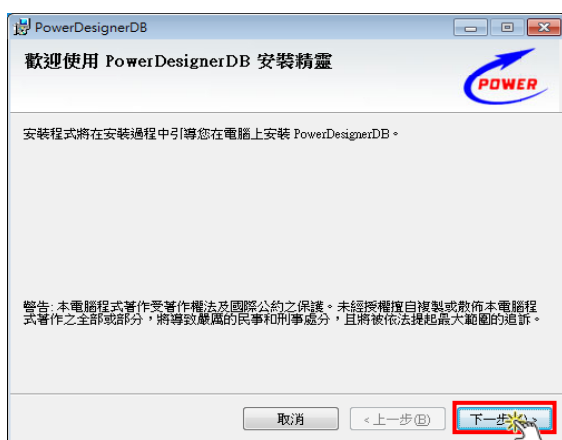 PowerDesignerDB
歡迎使用 PowerDesignerDB 安裝精靈
POWER
安裝程式將在安裝過程中引導您在電腦上安裝 PowerDesignerDB。
警告: 本電腦程式著作受著作權法及國際公約之保護。未經授權擅自複製或散佈本電腦程
式著作之全部或部分，將導致嚴厲的民事和刑事處分，且將被依法提起最大範圍的追訴。
取消
<上一步(B)
下一步